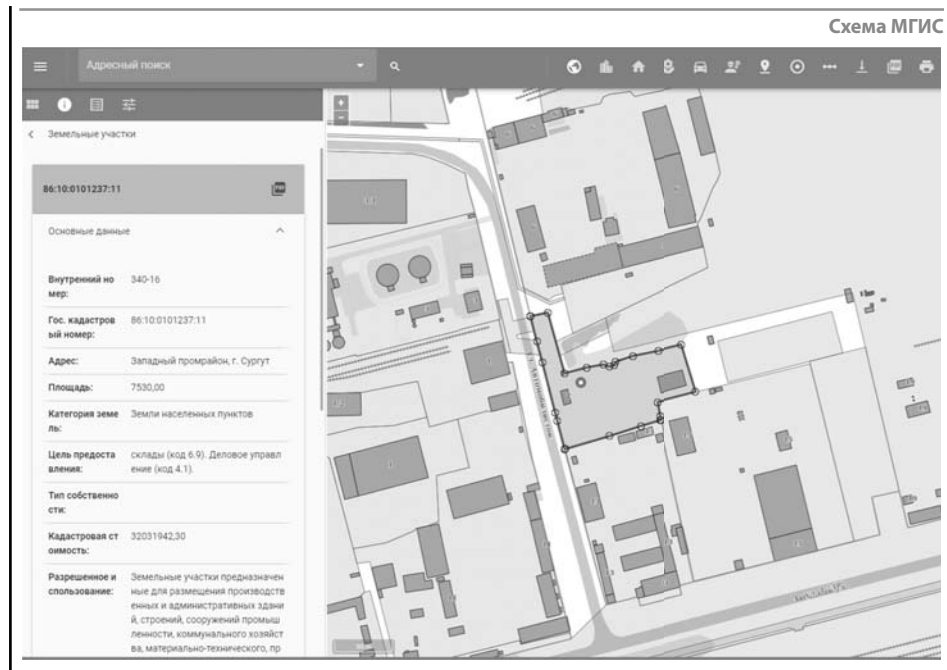 Схема МГИС
Адресный поиск
Земельные участки
86:10:0101237:11
Основные данные
Внутренний но
мер:
340-16
Гос. кадастров
ый номер:
86:10:0101237:11
Адрес:
Западный промрайон, г. Сургут
Площадь:
7530,00
Категория земе
ль:
Земли населенных пунктов
Цель предоста
вления:
склады (код 6.9). Деловое управл
ение (код 4.1).
Тип собственно
сти:
Кадастровая ст
оимость:
32031942,30
Разрешенное и
спользование:
Земельные участки предназначен
ные для размещения производств
енных и административных здани
й, строений, сооружений промыш
ленности, коммунального хозяйст
ва, материально-технического, пр